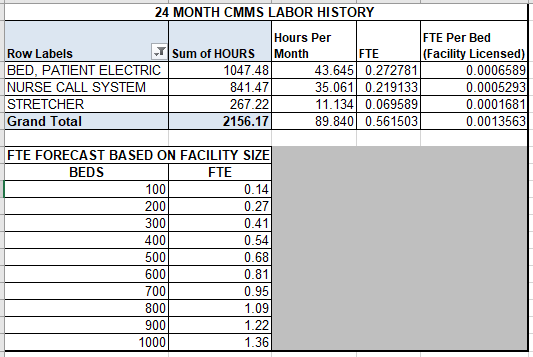 24 MONTH CMMS LABOR HISTORY
Row Labels Sum of HOURS Hours Per Month FTE FTE Per Bed (Facility Licensed)
BED, PATIENT ELECTRIC 1047.48 43.645 0.272781 0.0006589
NURSE CALL SYSTEM 841.47 35.061 0.219133 0.0005293
STRETCHER 267.22 11.134 0.069589 0.0001681
Grand Total 2156.17 89.840 0.561503 0.0013563
FTE FORECAST BASED ON FACILITY SIZE
BEDS FTE
100 0.14
200 0.27
300 0.41
400 0.54
500 0.68
600 0.81
700 0.95
800 1.09
900 1.22
1000 1.36